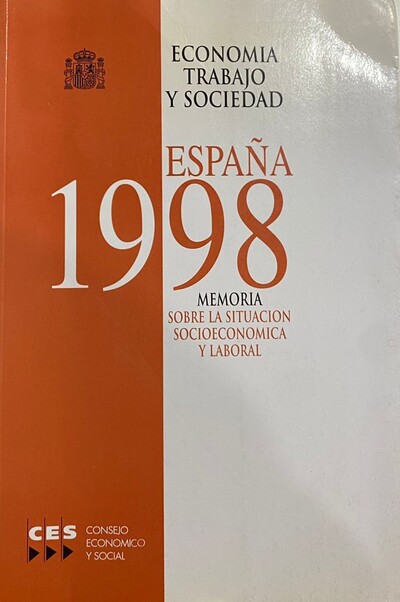 ECONOMIA
TRABAJO
Y SOCIEDAD
ESPAÑA
1998
MEMORIA
SOBRE LA SITUACION
SOCIOECONOMICA
Y LABORAL
CES
CONSEJO
ECONOMICO
Y SOCIAL